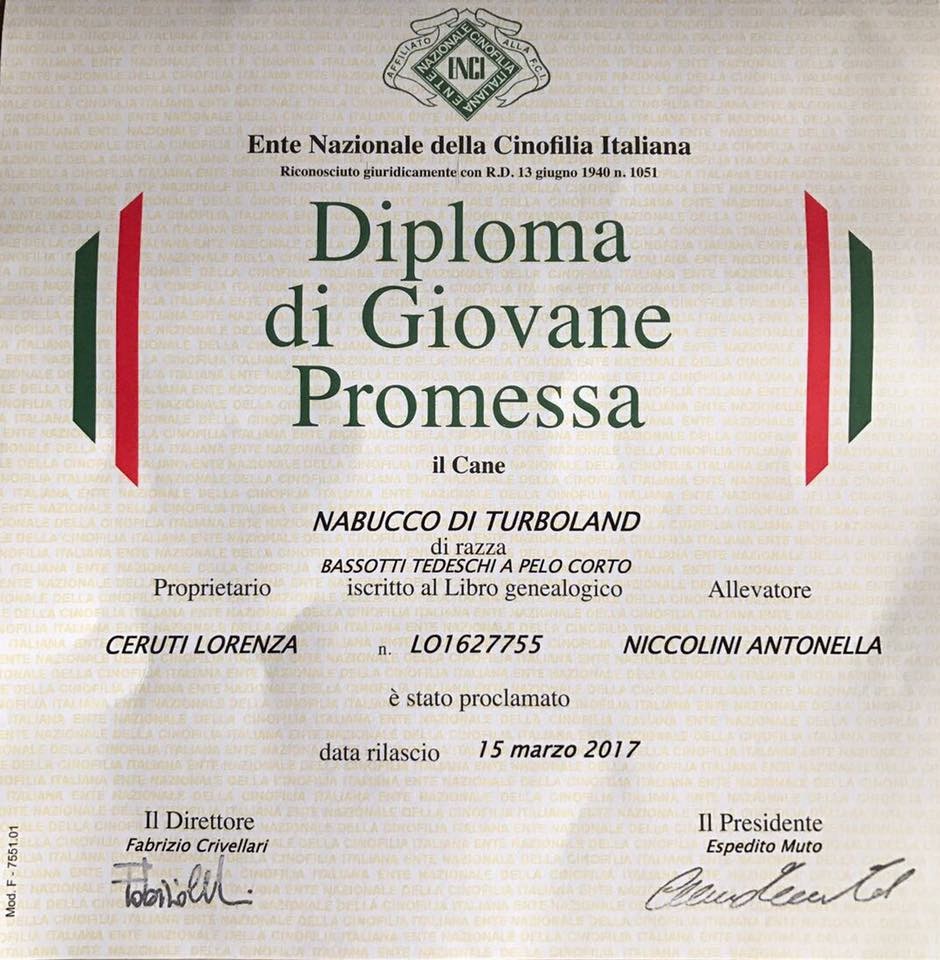 AFFILIATO ALLA F.C.I.
ENTE NAZIONALE CINOFILIA ITALIANA
ENCI
Ente Nazionale della Cinofilia Italiana
Riconosciuto giuridicamente con R.D. 13 giugno 1940 n. 1051
Diploma
di Giovane
Promessa
il Cane
NABUCCO DI TURBOLAND
di razza
BASSOTTI TEDESCHI A PELO CORTO
Proprietario iscritto al Libro genealogico Allevatore
CERUTI LORENZA n. LO1627755 NICCOLINI ANTONELLA
è stato proclamato
data rilascio 15 marzo 2017
Il Direttore Il Presidente
Fabrizio Crivellari Espedito Muto
Mod. F - 7551.01